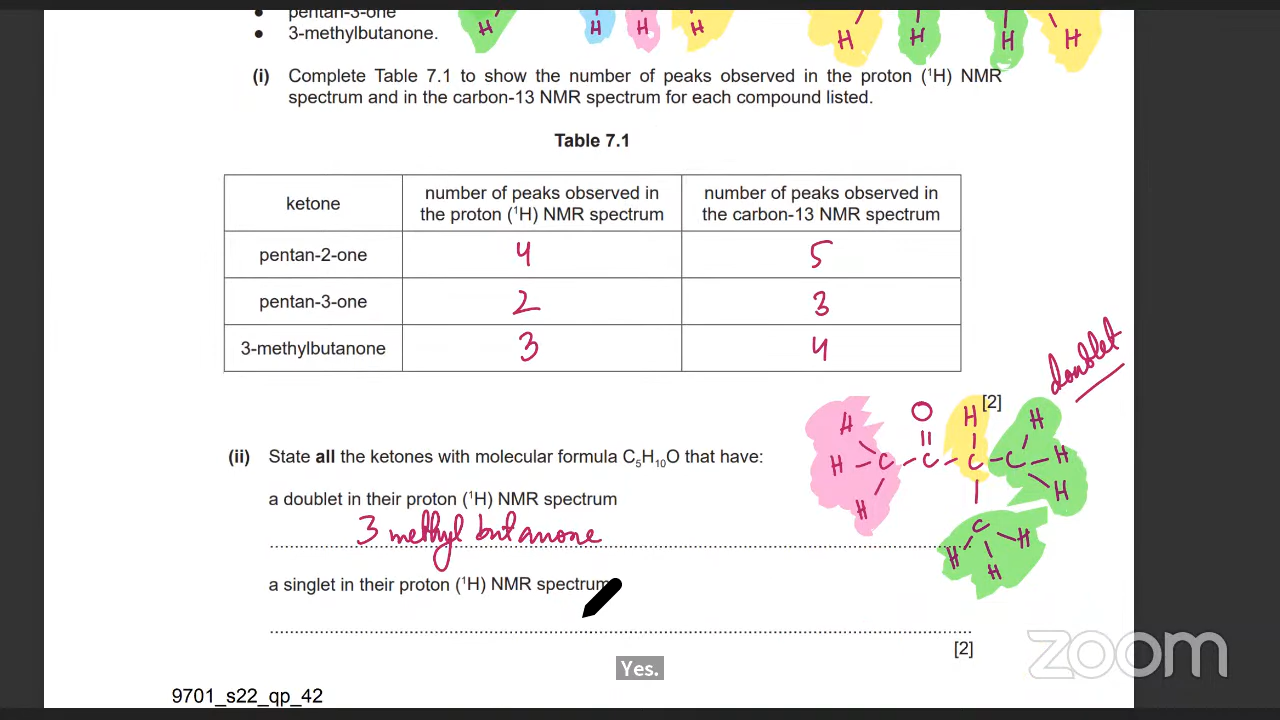 • pentan-3-one
• 3-methylbutanone.
H H H H H H H H
(i) Complete Table 7.1 to show the number of peaks observed in the proton (¹H) NMR
spectrum and in the carbon-13 NMR spectrum for each compound listed.
Table 7.1
ketone
number of peaks observed in
the proton (¹H) NMR spectrum
number of peaks observed in
the carbon-13 NMR spectrum
pentan-2-one 4 5
pentan-3-one 2 3
3-methylbutanone 3 4
doublet
[2]
H O H H
(ii) State all the ketones with molecular formula C₅H₁₀O that have:
H – C – C – C – C – H
H H
a doublet in their proton (¹H) NMR spectrum
3 methyl butanone
C H
H H
a singlet in their proton (¹H) NMR spectrum
[2]
zoom
Yes.
9701_s22_qp_42